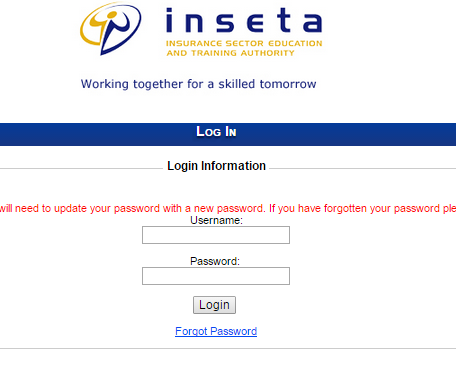 inseta
INSURANCE SECTOR EDUCATION
AND TRAINING AUTHORITY
Working together for a skilled tomorrow
LOG IN
Login Information
will need to update your password with a new password. If you have forgotten your password
Username:
Password:
Login
Forgot Password